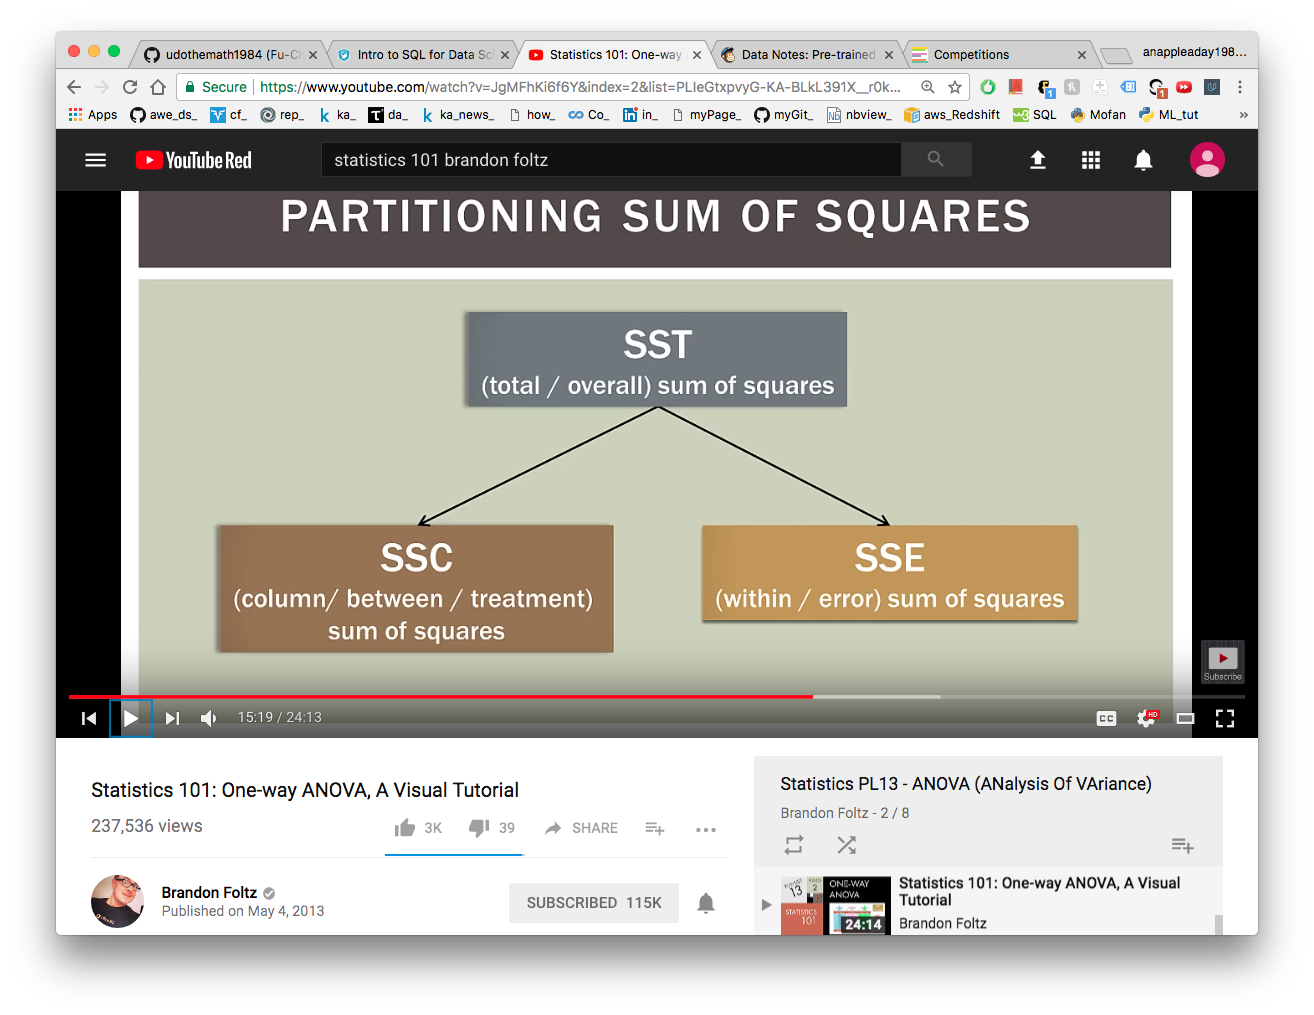 udothemath1984 (Fu-Ch
Intro to SQL for Data Sci
Statistics 101: One-way
Data Notes: Pre-trained
Competitions
anappleaday198...
Secure
https://www.youtube.com/watch?v=JgMFhKi6f6Y&index=2&list=PLIeGtxpvyG-KA-BLkL391X__r0k...
Apps awe_ds_ cf_ rep_ ka_ da_ ka_news_ how_ Co_ in_ myPage_ myGit_ nbview_ aws_Redshift SQL Mofan ML_tut »
YouTube Red
statistics 101 brandon foltz
PARTITIONING SUM OF SQUARES
SST
(total / overall) sum of squares
SSC
(column/ between / treatment)
sum of squares
SSE
(within / error) sum of squares
Subscribe
15:19 / 24:13
CC
HD
Statistics 101: One-way ANOVA, A Visual Tutorial
237,536 views
3K
39
SHARE
Brandon Foltz
Published on May 4, 2013
SUBSCRIBED 115K
Statistics PL13 - ANOVA (ANalysis Of VAriance)
Brandon Foltz - 2 / 8
13
2
ONE-WAY
ANOVA
STATISTICS
101
24:14
Statistics 101: One-way ANOVA, A Visual
Tutorial
Brandon Foltz